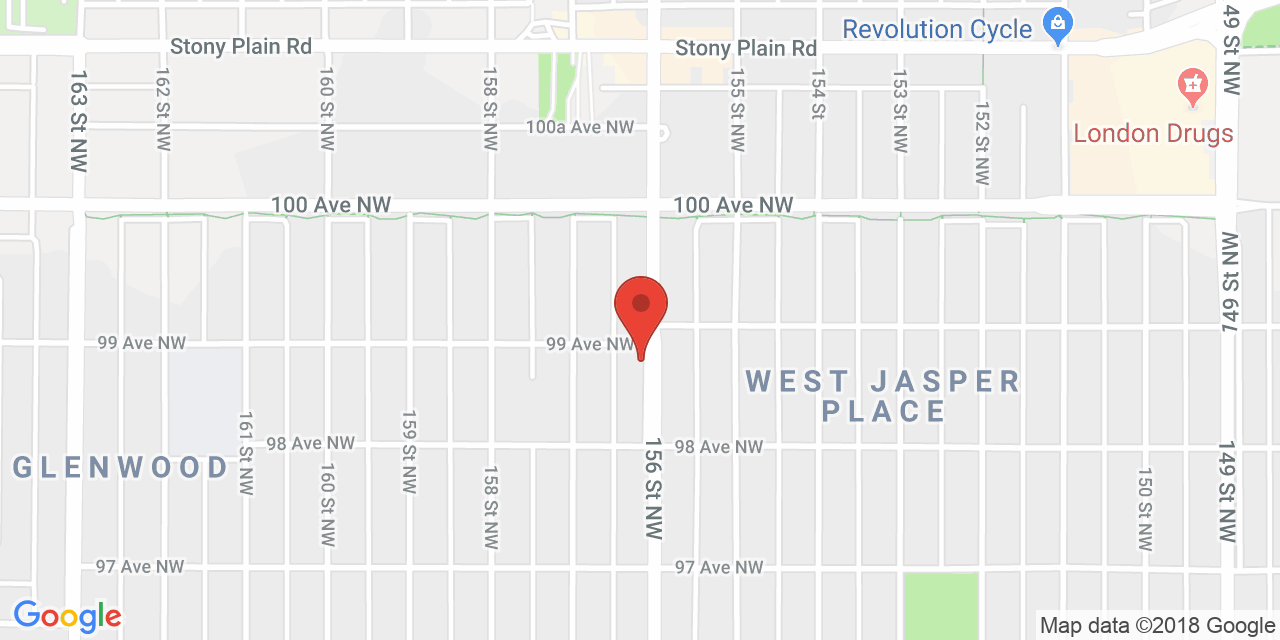 Revolution Cycle
49 St NW
Stony Plain Rd
Stony Plain Rd
163 St NW
162 St NW
160 St NW
158 St NW
155 St NW
154 St
153 St NW
152 St NW
London Drugs
100a Ave NW
100 Ave NW
100 Ave NW
149 St NW
99 Ave NW
99 Ave NW
WEST JASPER
PLACE
161 St NW
159 St NW
98 Ave NW
98 Ave NW
156 St NW
149 St NW
GLENWOOD
160 St NW
158 St NW
150 St NW
97 Ave NW
97 Ave NW
Google
Map data ©2018 Google